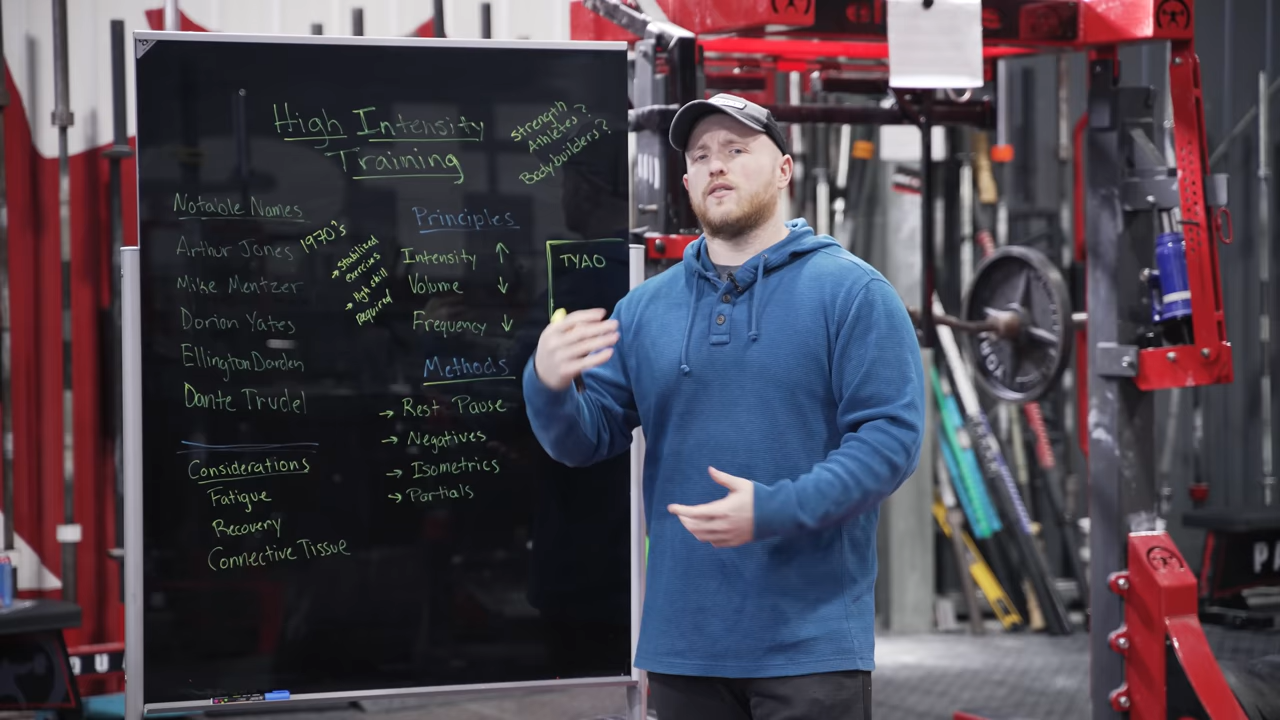 High Intensity
Training
strength
Athletes?
Bodybuilders?
Notable Names
Arthur Jones 1970's
Mike Mentzer
Dorian Yates
Ellington Darden
Dante Trudel
→ stabilized
exercises
→ High skill
required
Considerations
Fatigue
Recovery
Connective Tissue
Principles
Intensity ↑
Volume ↓
Frequency ↓
Methods
→ Rest Pause
→ Negatives
→ Isometrics
→ Partials
TYAO